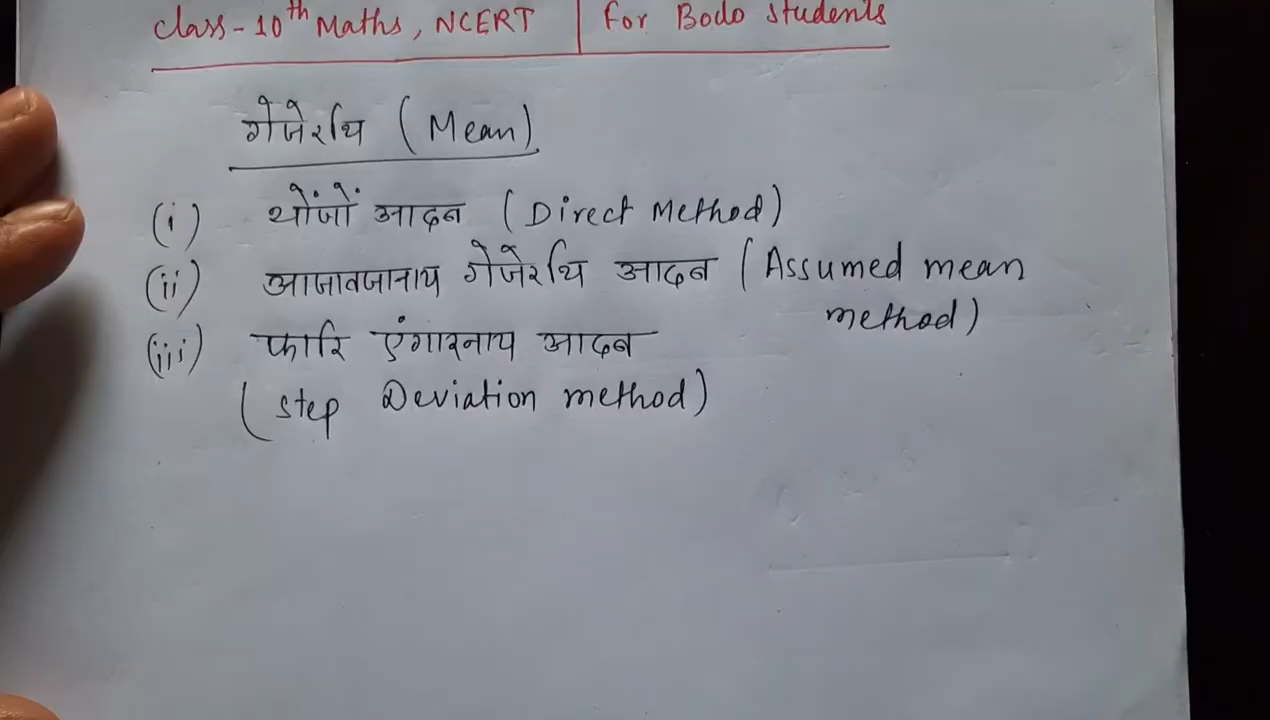 Class-10th Maths, NCERT | For Bodo students
गेजेरथि (Mean)
(i) थोंजों आदब (Direct Method)
(ii) आजावजानाय गेजेरथि आदब (Assumed mean
method)
(iii) फारि एंगारनाय आदब
(step Deviation method)